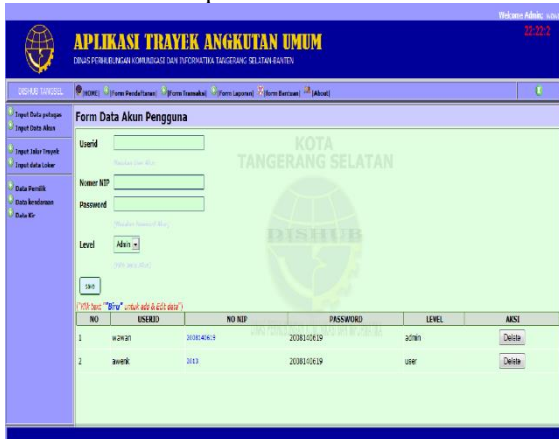 Welcome Admin:
22:22:2
APLIKASI TRAYEK ANGKUTAN UMUM
DINAS PERHUBUNGAN KOMUNIKASI DAN INFORMATIKA TANGERANG SELATAN-BANTEN
DISHUB TANGSEL
[HOME] [Form Pendaftaran] [Form Transaksi] [Form Laporan] [Form Bantuan] [About]
Input Data petugas
Input Data Akun
Input Jalur Trayek
Input data Loket
Data Pemilik
Data kendaraan
Data Kir
Form Data Akun Pengguna
KOTA
TANGERANG SELATAN
DISHUB
Userid
Nomer NIP
Password
Level Admin
save
("Klik text "Biru" untuk add & Edit data")
NO USERID NO NIP PASSWORD LEVEL AKSI
1 wawan 2008140619 2008140619 admin Delete
2 awenk 2013 2008140619 user Delete